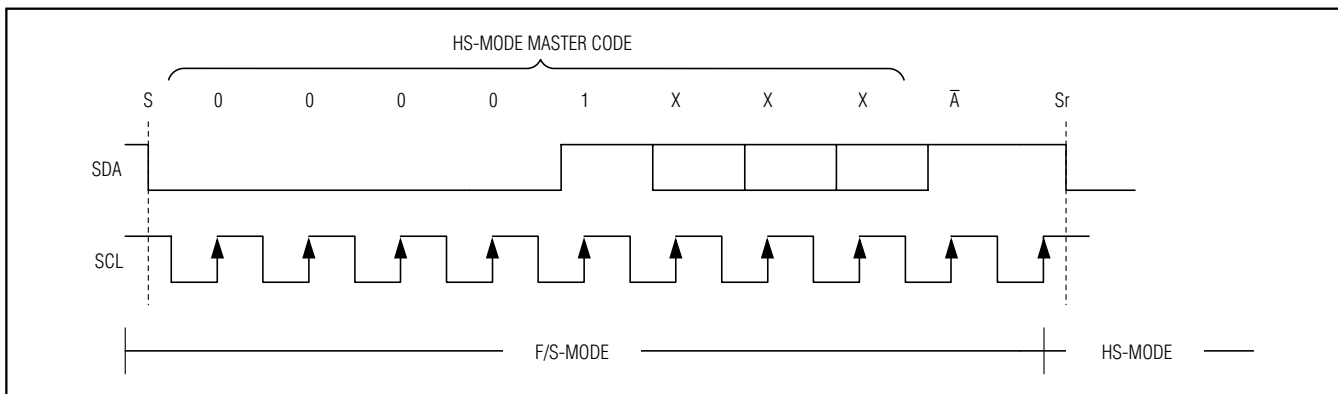 HS-MODE MASTER CODE
S 0 0 0 0 1 X X X A̅ Sr
SDA
SCL
F/S-MODE HS-MODE